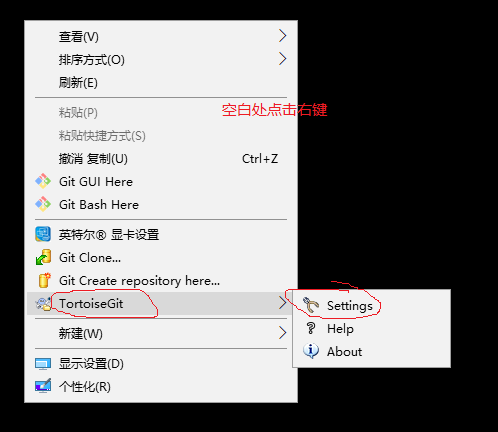 查看(V)
排序方式(O)
刷新(E)
粘贴(P)
空白处点击右键
粘贴快捷方式(S)
撤消 复制(U) Ctrl+Z
Git GUI Here
Git Bash Here
英特尔® 显卡设置
Git Clone...
Git Create repository here...
TortoiseGit
Settings
Help
About
新建(W)
显示设置(D)
个性化(R)